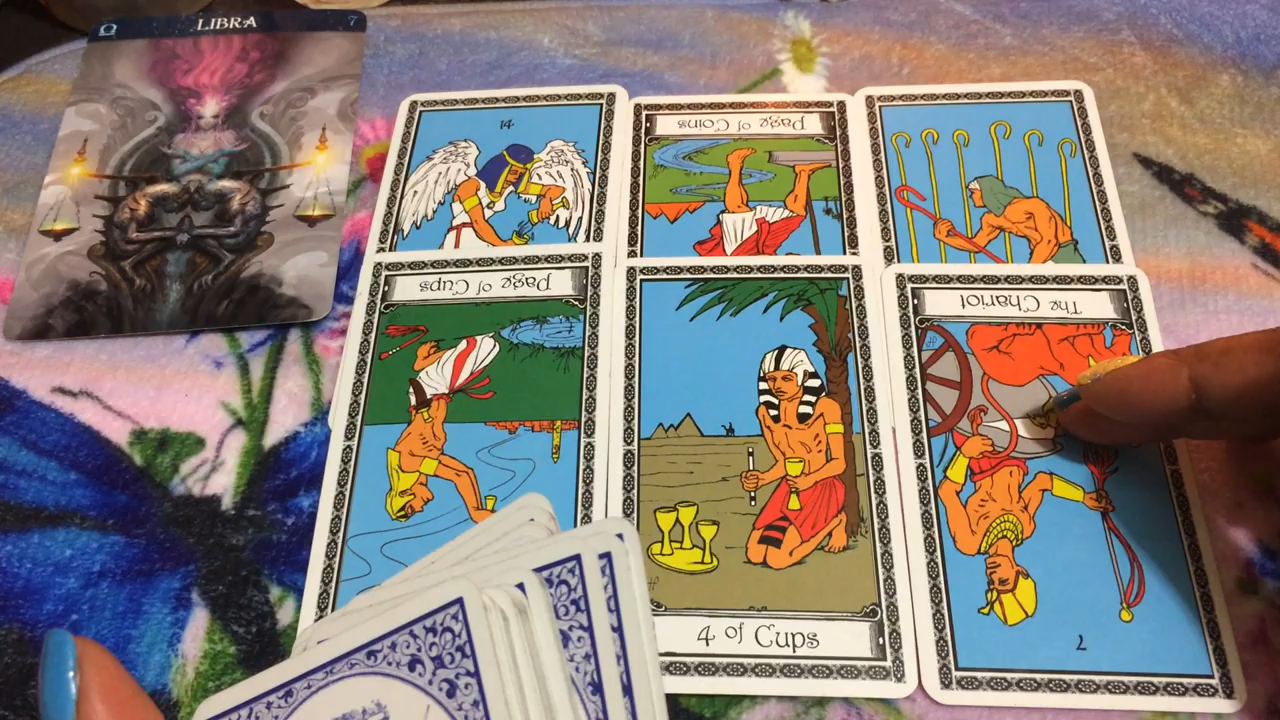 ♎ LIBRA 7
14
Page of Coins
Page of Cups
The Chariot
4 of Cups
7